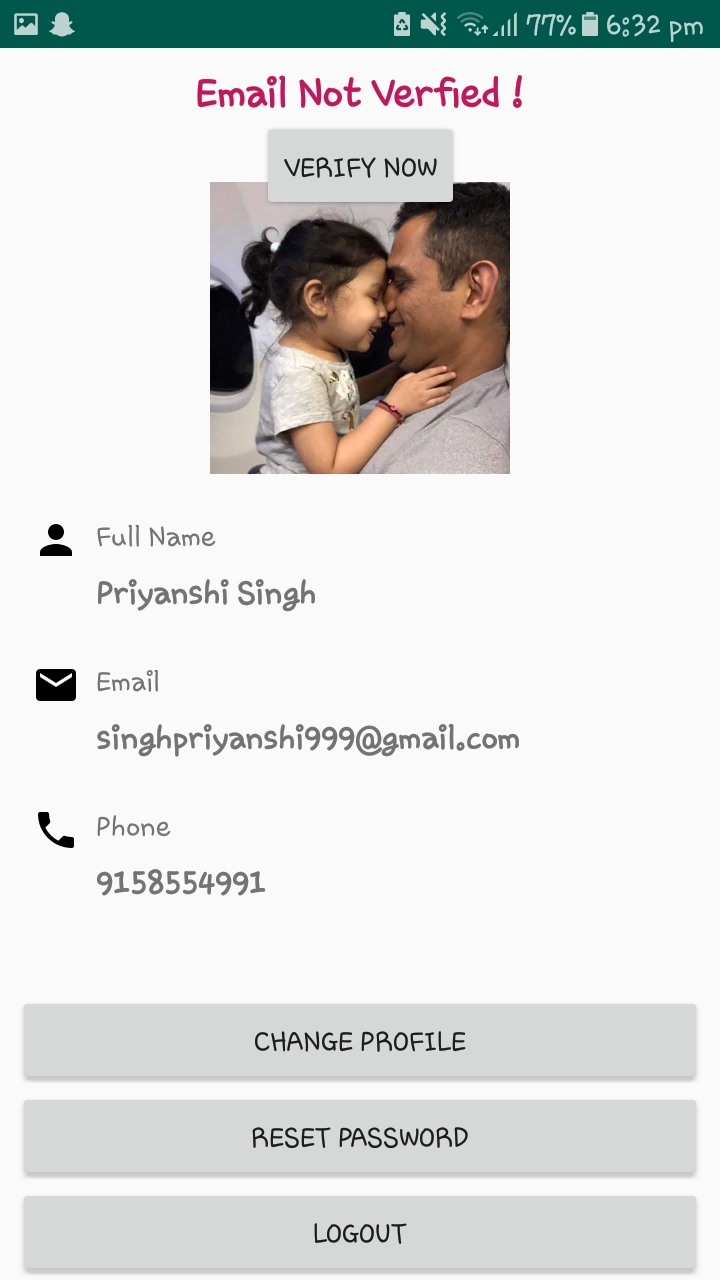 77% 6:32 pm
Email Not Verfied !
VERIFY NOW
Full Name
Priyanshi Singh
Email
singhpriyanshi999@gmail.com
Phone
9158554991
CHANGE PROFILE
RESET PASSWORD
LOGOUT